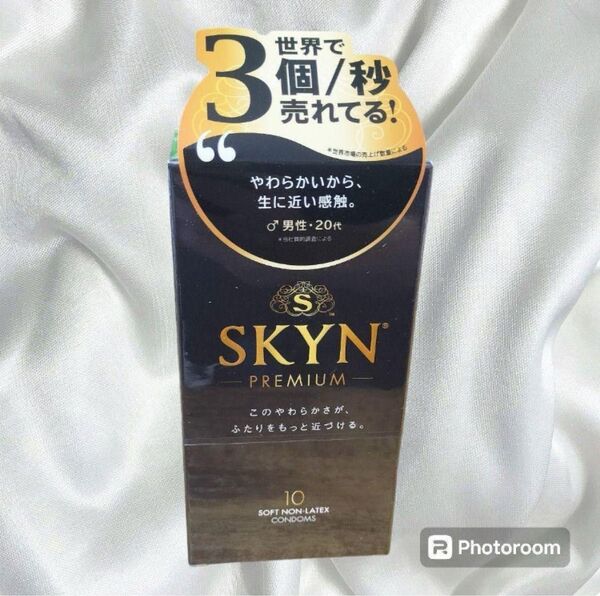 世界で
3個/秒
売れてる!
*世界市場の売上げ数量による
“
やわらかいから、
生に近い感触。
♂男性・20代
*当社質的調査による
S
SKYN®
PREMIUM
このやわらかさが、
ふたりをもっと近づける。
10
SOFT NON-LATEX
CONDOMS
Photoroom